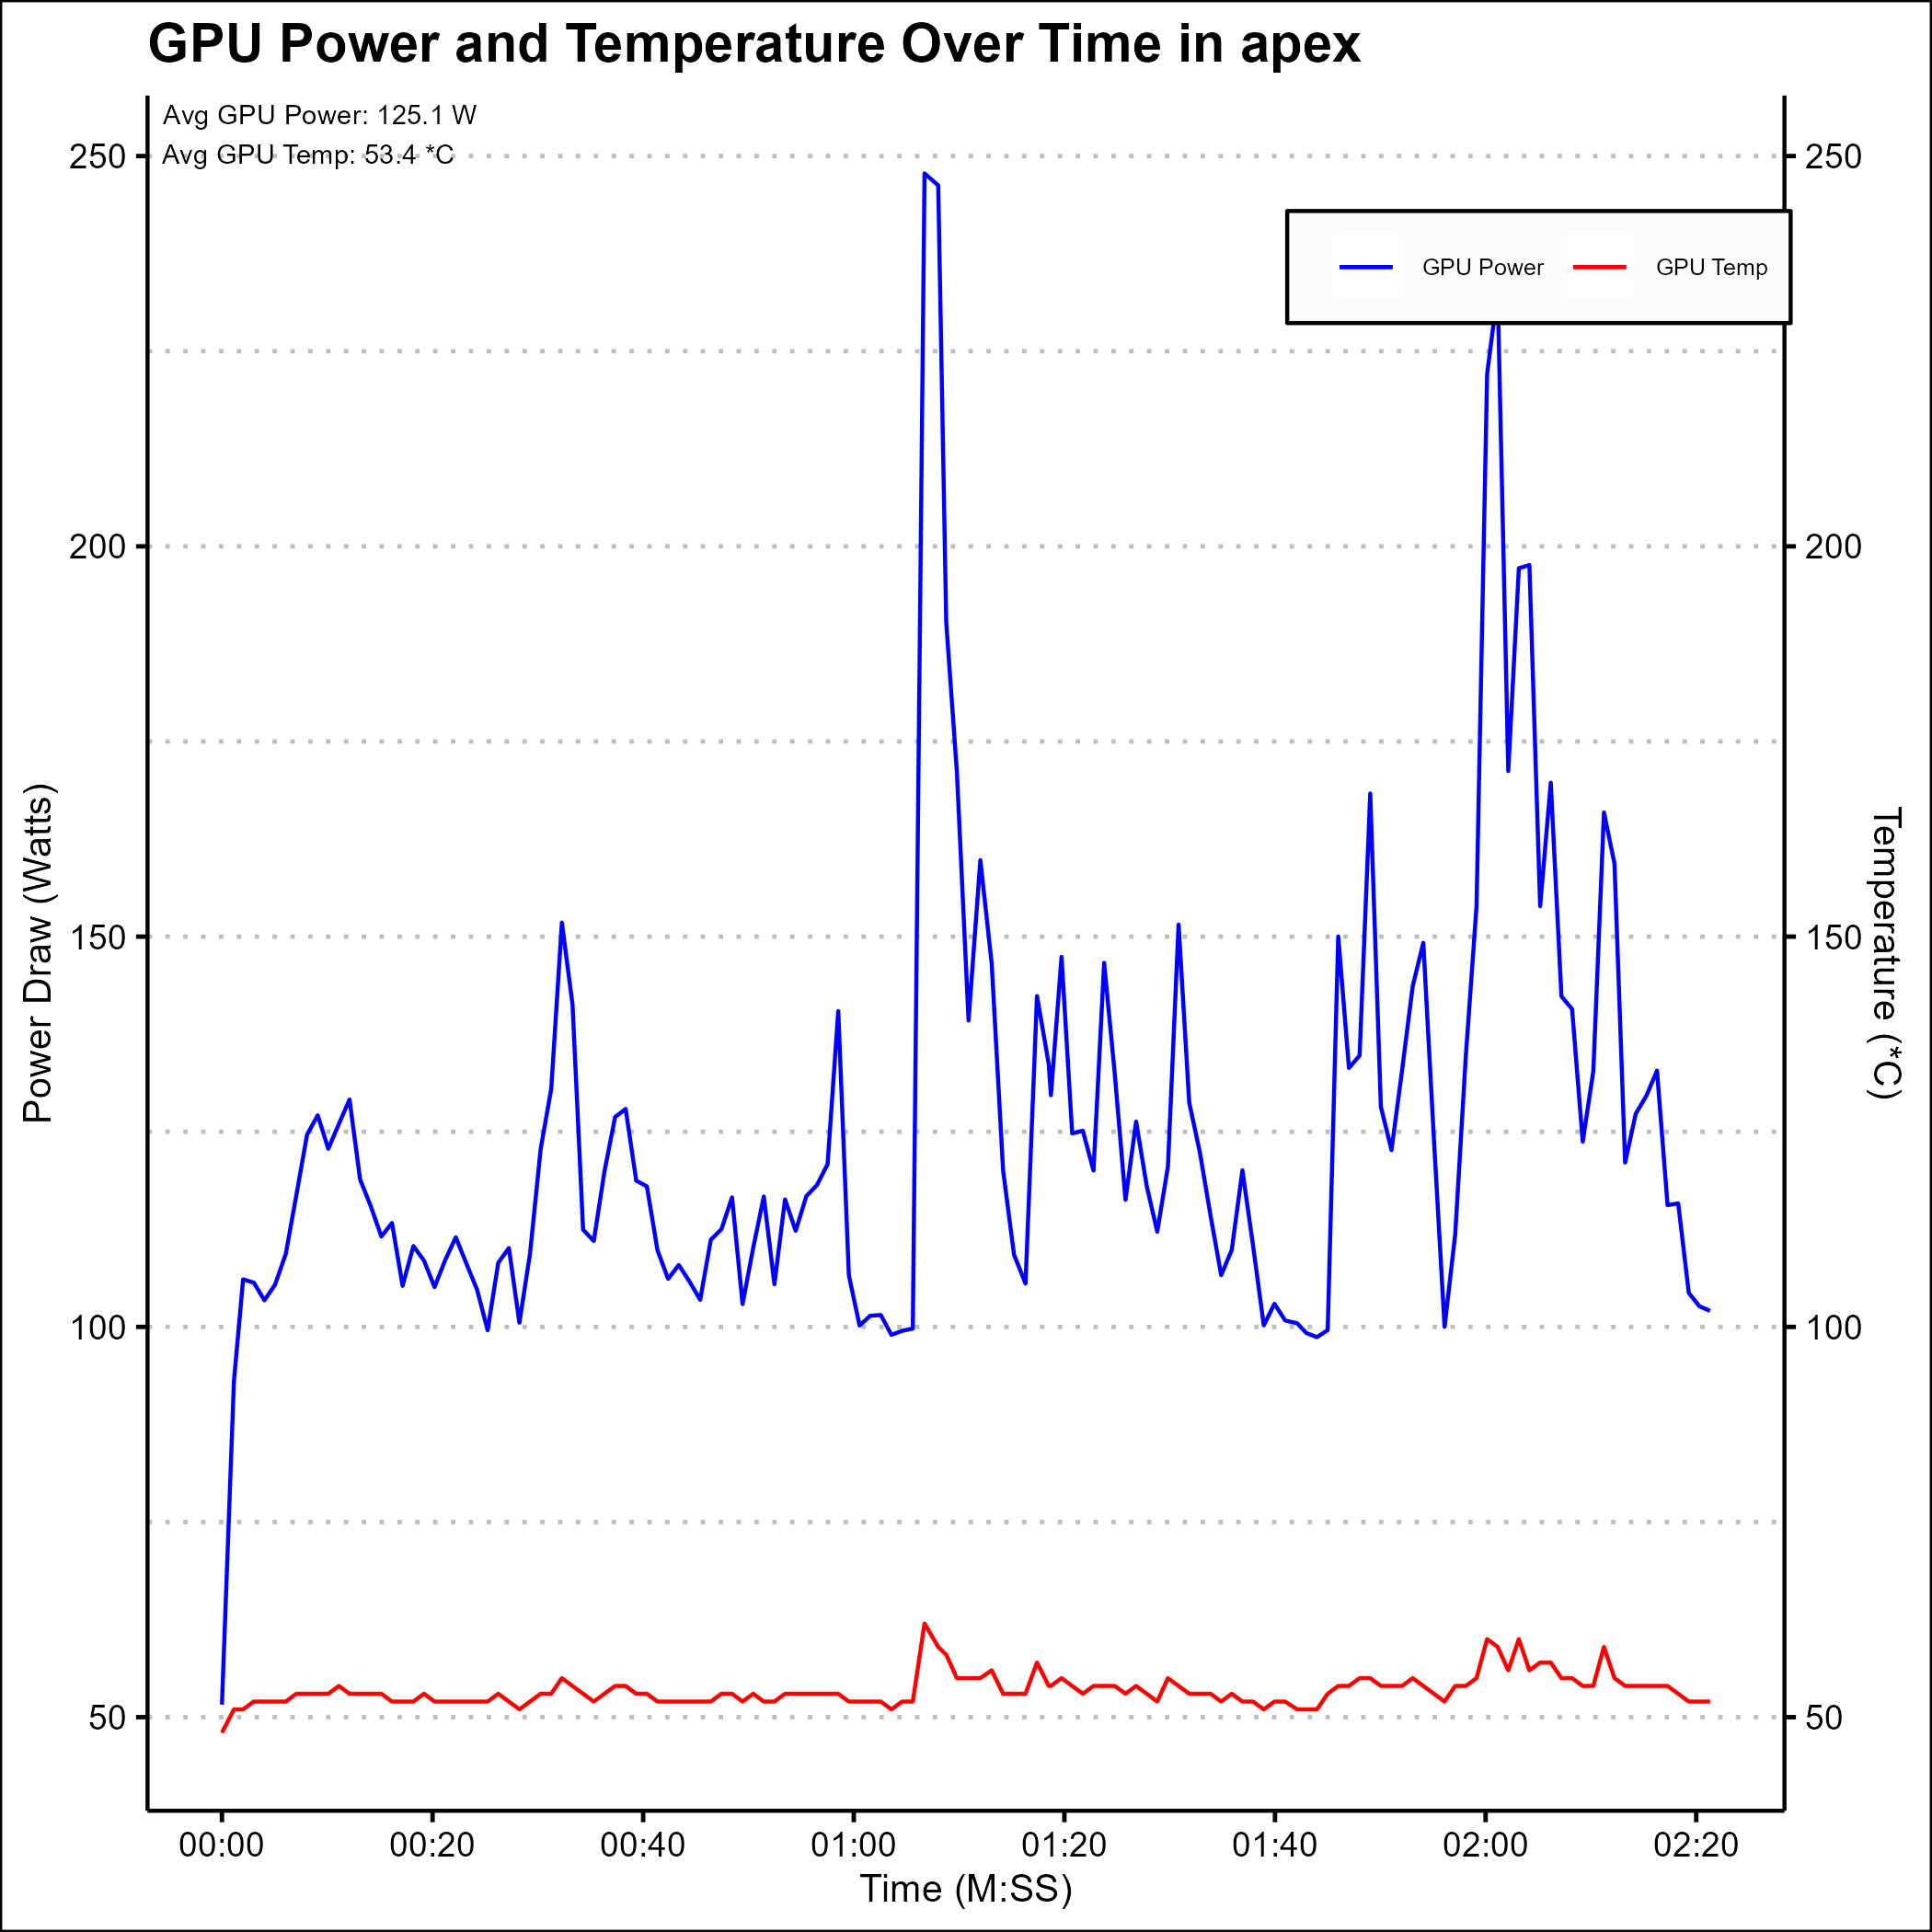 GPU Power and Temperature Over Time in apex
Avg GPU Power: 125.1 W
Avg GPU Temp: 53.4 *C
250
200
150
100
50
Power Draw (Watts)
GPU Power
GPU Temp
250
200
150
100
50
Temperature (*C)
00:00
00:20
00:40
01:00
01:20
01:40
02:00
02:20
Time (M:SS)